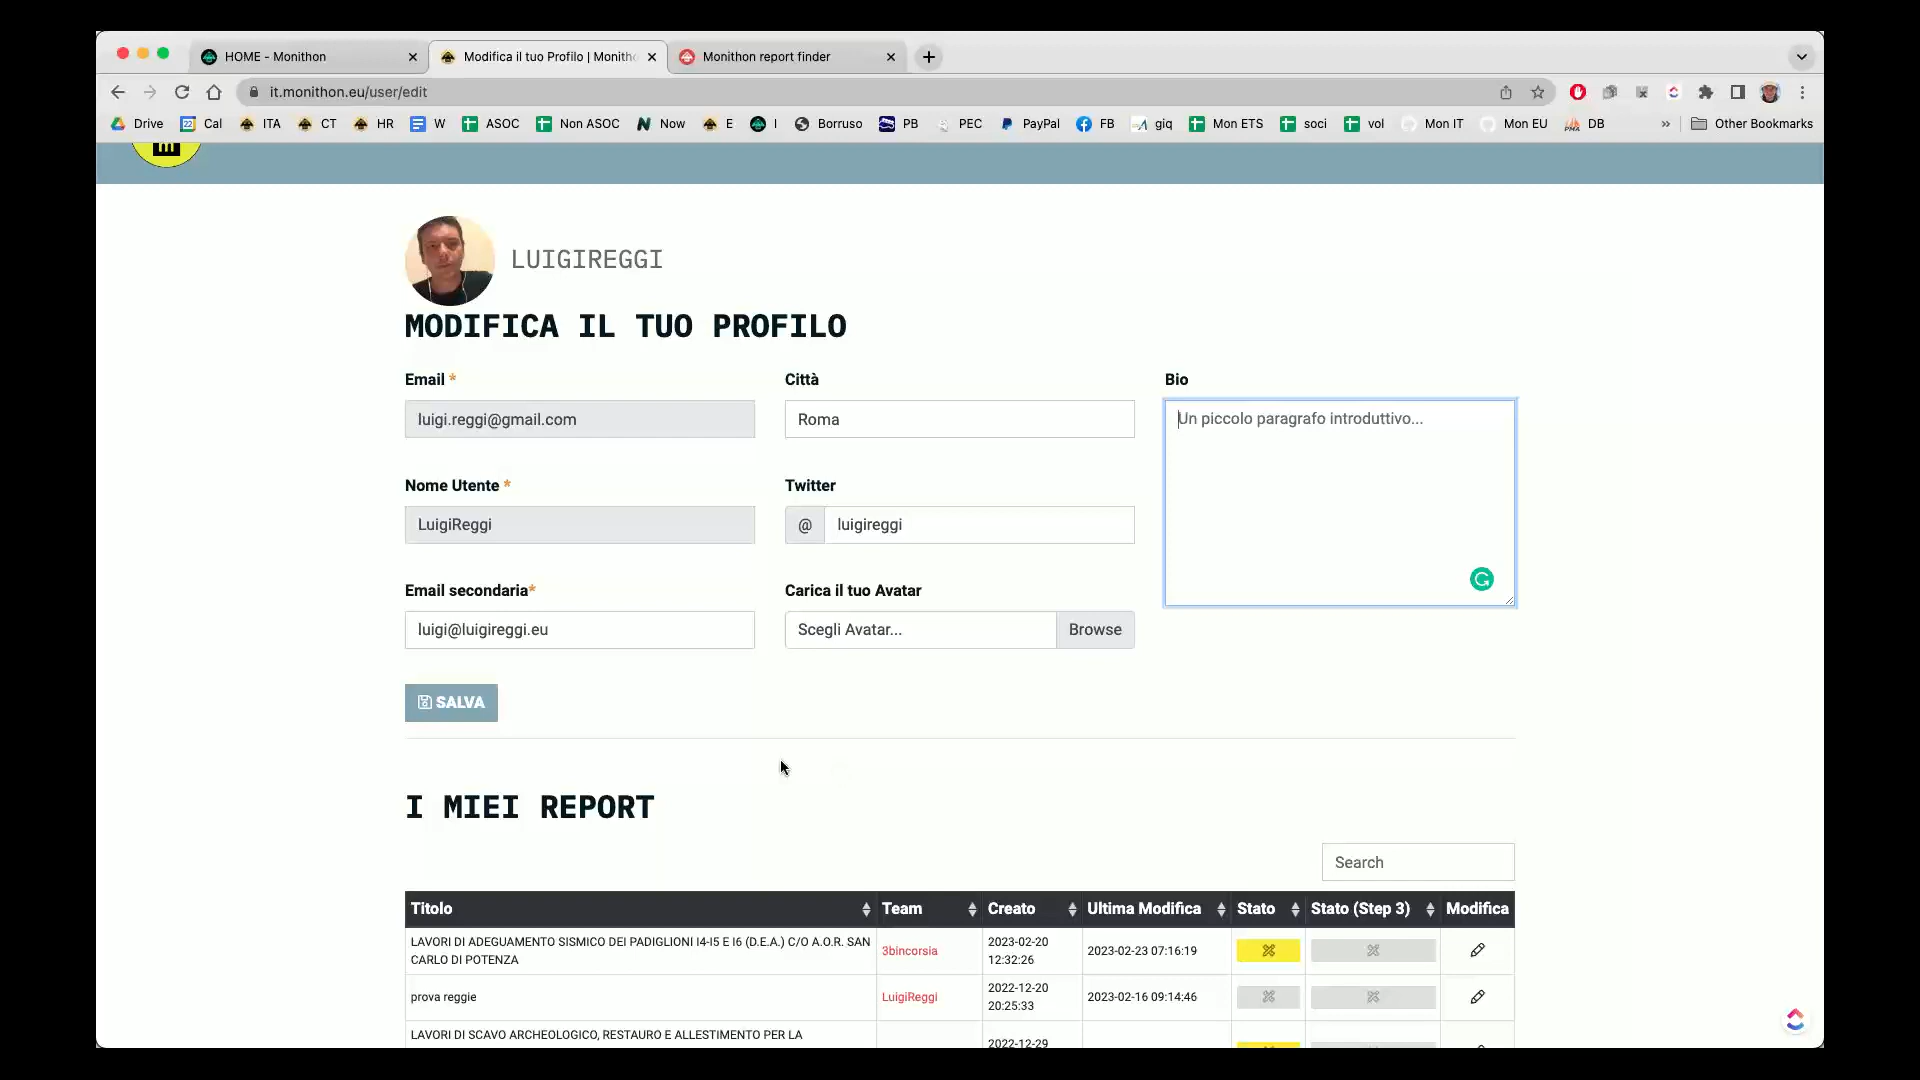 HOME - Monithon
Modifica il tuo Profilo | Monitho
Monithon report finder
it.monithon.eu/user/edit
Drive
22 Cal
ITA
CT
HR
W
ASOC
Non ASOC
Now
E
I
Borruso
PB
PEC
PayPal
FB
giq
Mon ETS
soci
vol
Mon IT
Mon EU
PMA DB
»
Other Bookmarks
m
LUIGIREGGI
MODIFICA IL TUO PROFILO
Email *
Città
Bio
luigi.reggi@gmail.com
Roma
Un piccolo paragrafo introduttivo...
Nome Utente *
Twitter
LuigiReggi
@ luigireggi
Email secondaria*
Carica il tuo Avatar
luigi@luigireggi.eu
Scegli Avatar... Browse
SALVA
I MIEI REPORT
Search
Titolo Team Creato Ultima Modifica Stato Stato (Step 3) Modifica
LAVORI DI ADEGUAMENTO SISMICO DEI PADIGLIONI I4-I5 E I6 (D.E.A.) C/O A.O.R. SAN
CARLO DI POTENZA
3bincorsia
2023-02-20
12:32:26
2023-02-23 07:16:19
prova reggie
LuigiReggi
2022-12-20
20:25:33
2023-02-16 09:14:46
LAVORI DI SCAVO ARCHEOLOGICO, RESTAURO E ALLESTIMENTO PER LA
2022-12-29